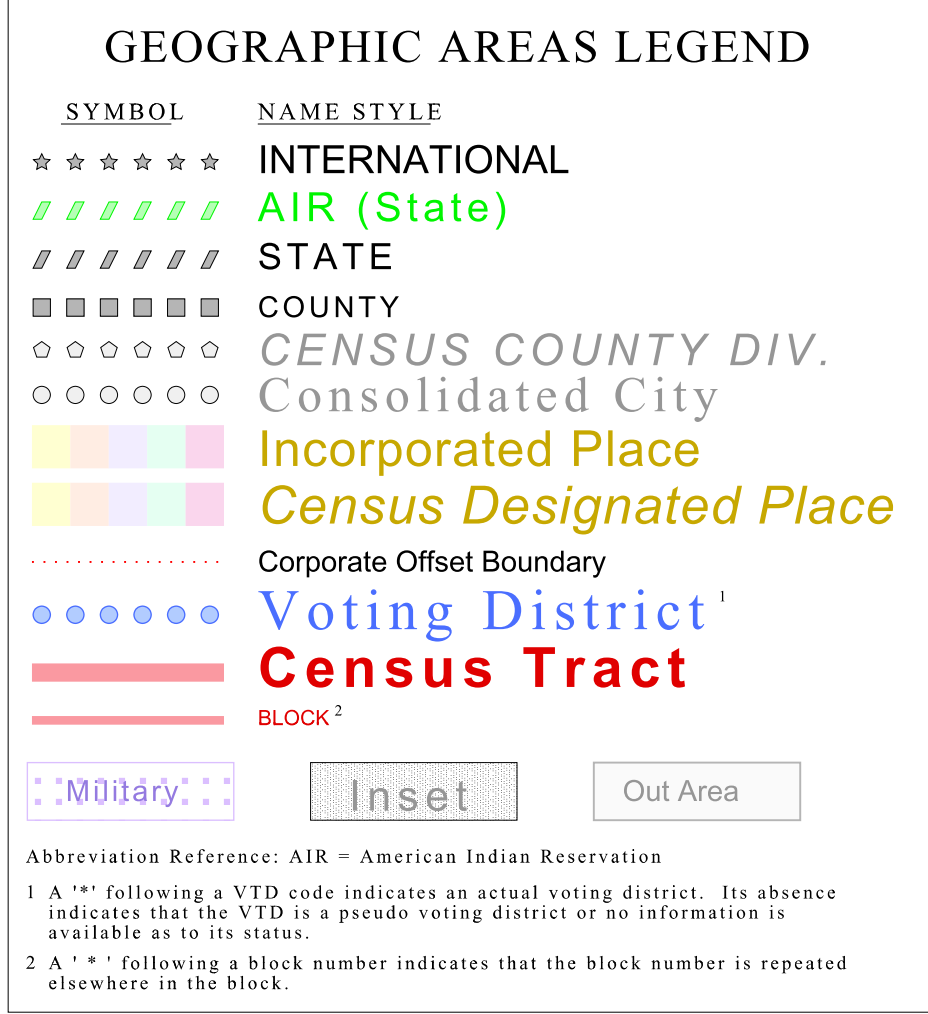 GEOGRAPHIC AREAS LEGEND
SYMBOL NAME STYLE
INTERNATIONAL
AIR (State)
STATE
COUNTY
CENSUS COUNTY DIV.
Consolidated City
Incorporated Place
Census Designated Place
Corporate Offset Boundary
Voting District 1
Census Tract
BLOCK 2
Military Inset Out Area
Abbreviation Reference: AIR = American Indian Reservation
1 A '*' following a VTD code indicates an actual voting district. Its absence
indicates that the VTD is a pseudo voting district or no information is
available as to its status.
2 A ' * ' following a block number indicates that the block number is repeated
elsewhere in the block.